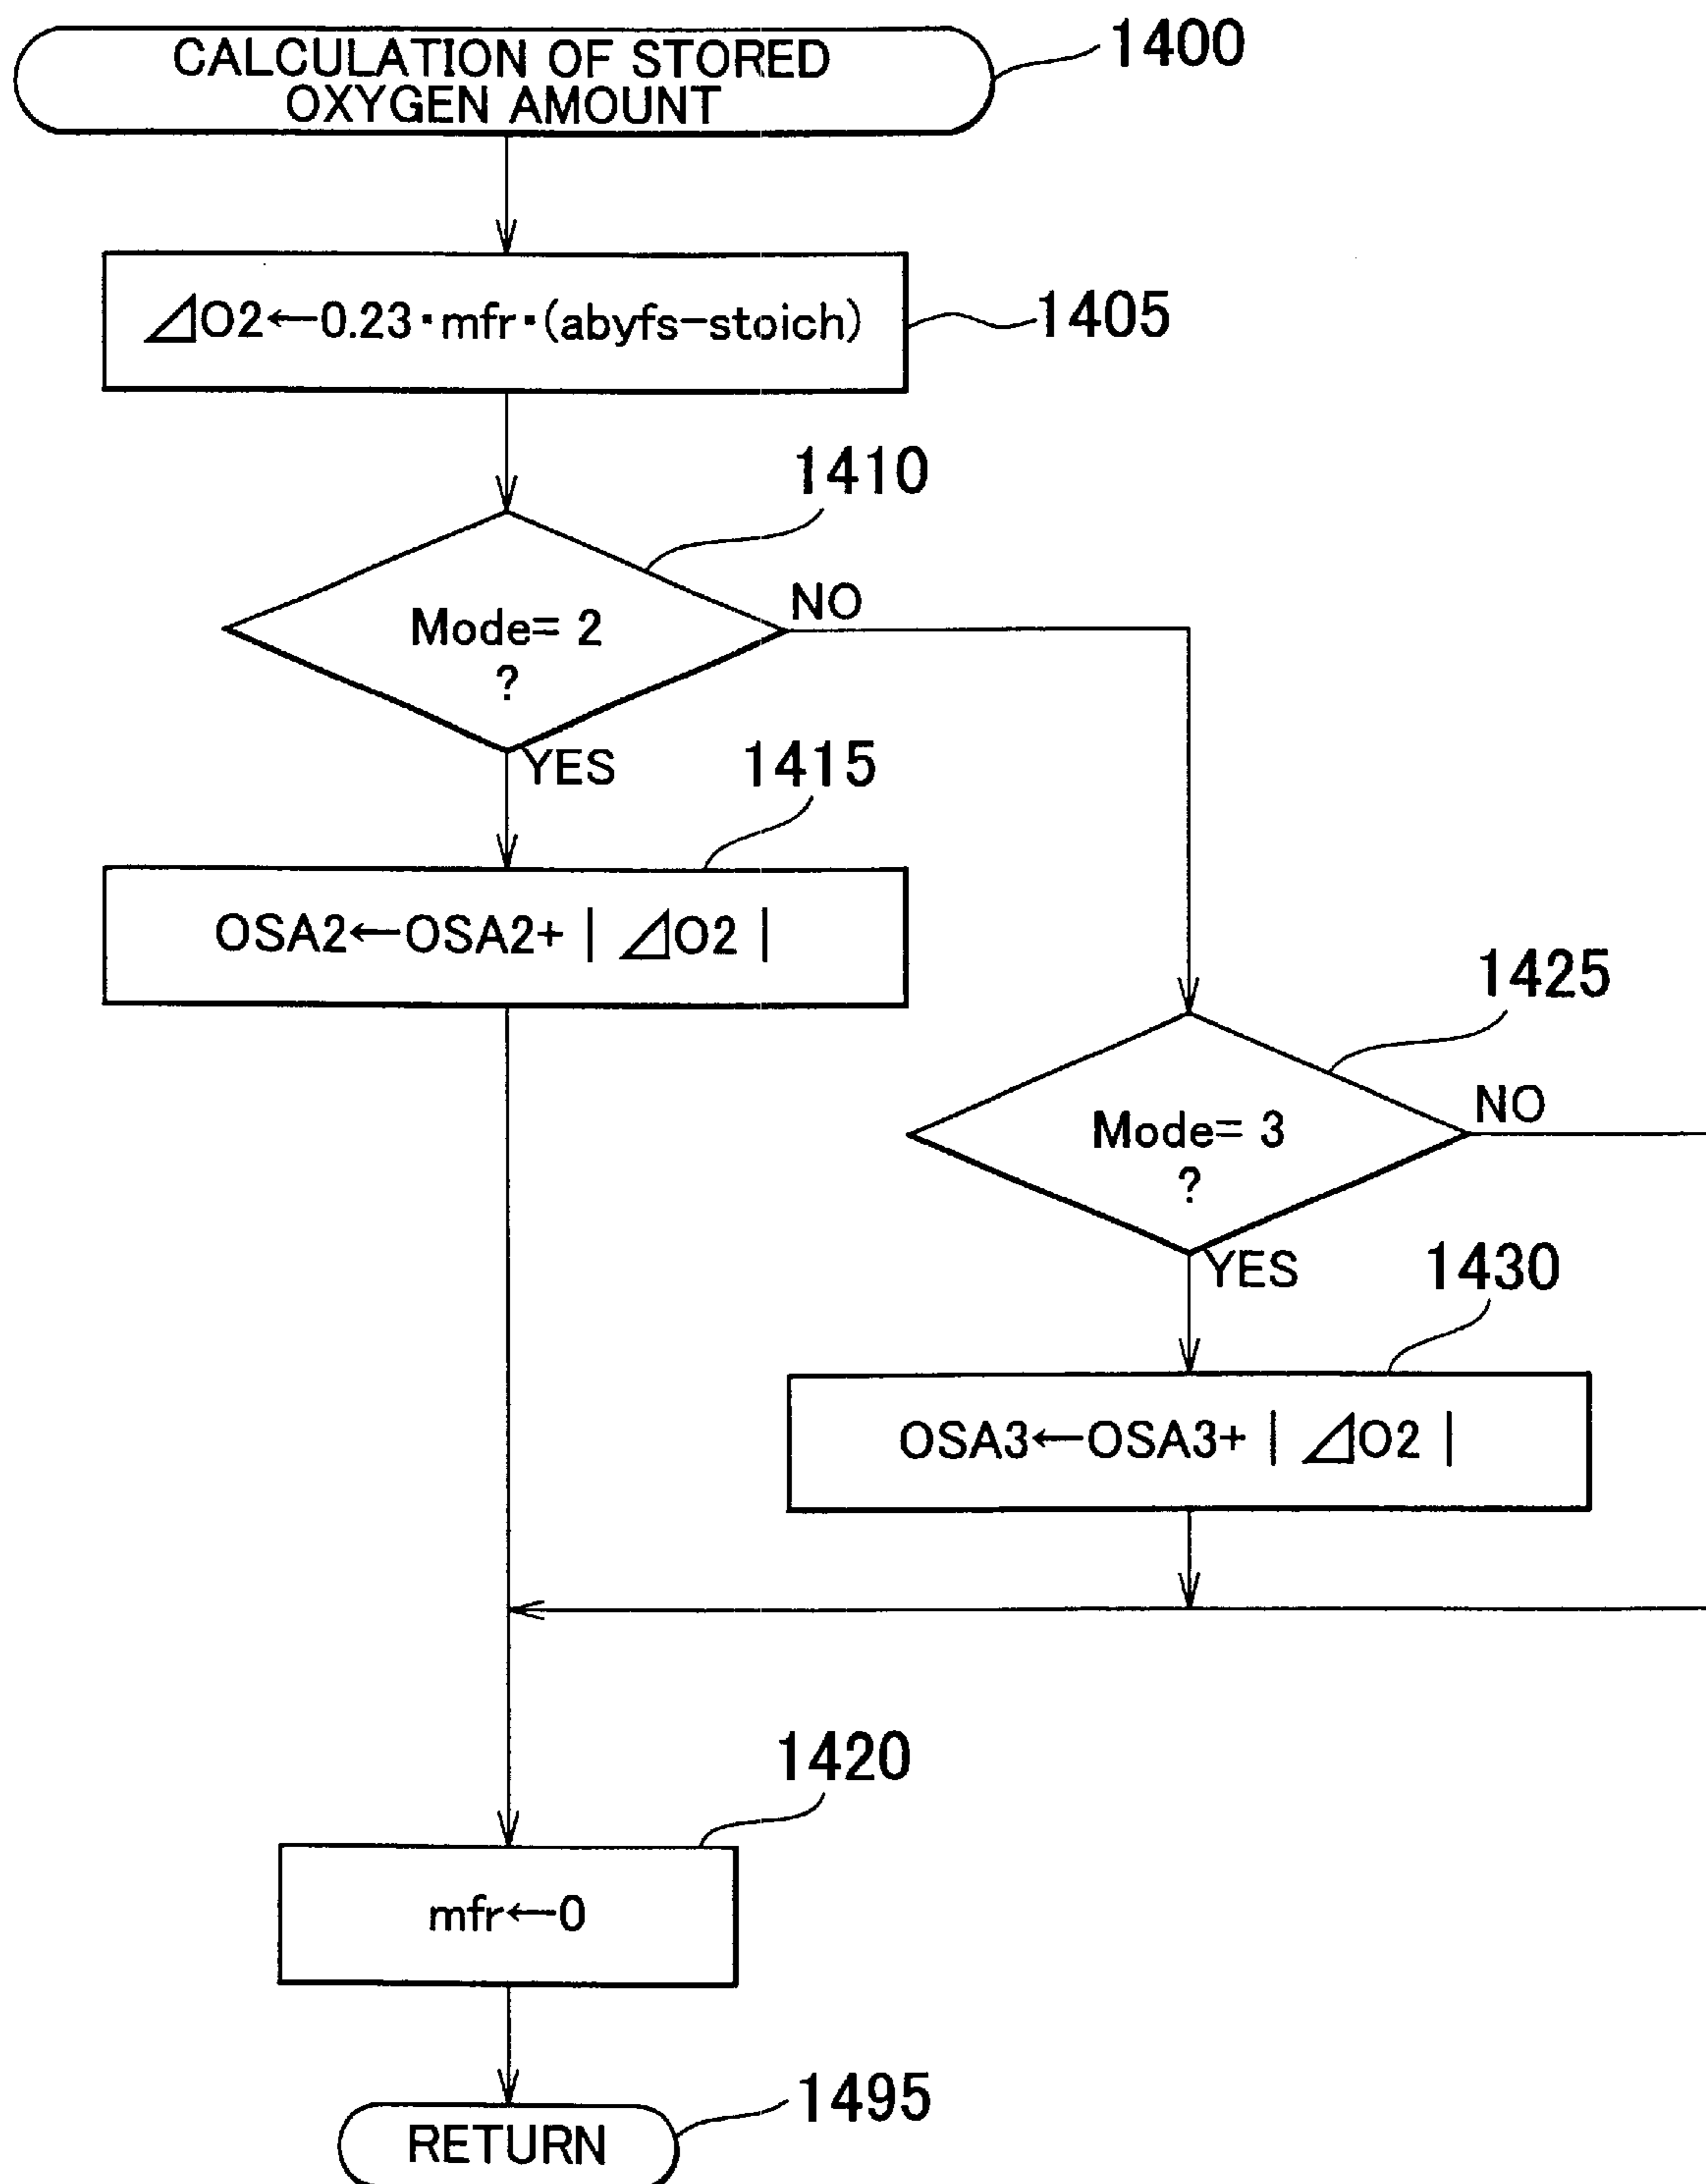 CALCULATION OF STORED
OXYGEN AMOUNT
1400
⊿O2←0.23·mfr·(abyfs-stoich)
1405
1410
Mode= 2
?
NO
YES
1415
OSA2←OSA2+|⊿O2|
1425
Mode= 3
?
NO
YES
1430
OSA3←OSA3+|⊿O2|
1420
mfr←0
1495
RETURN